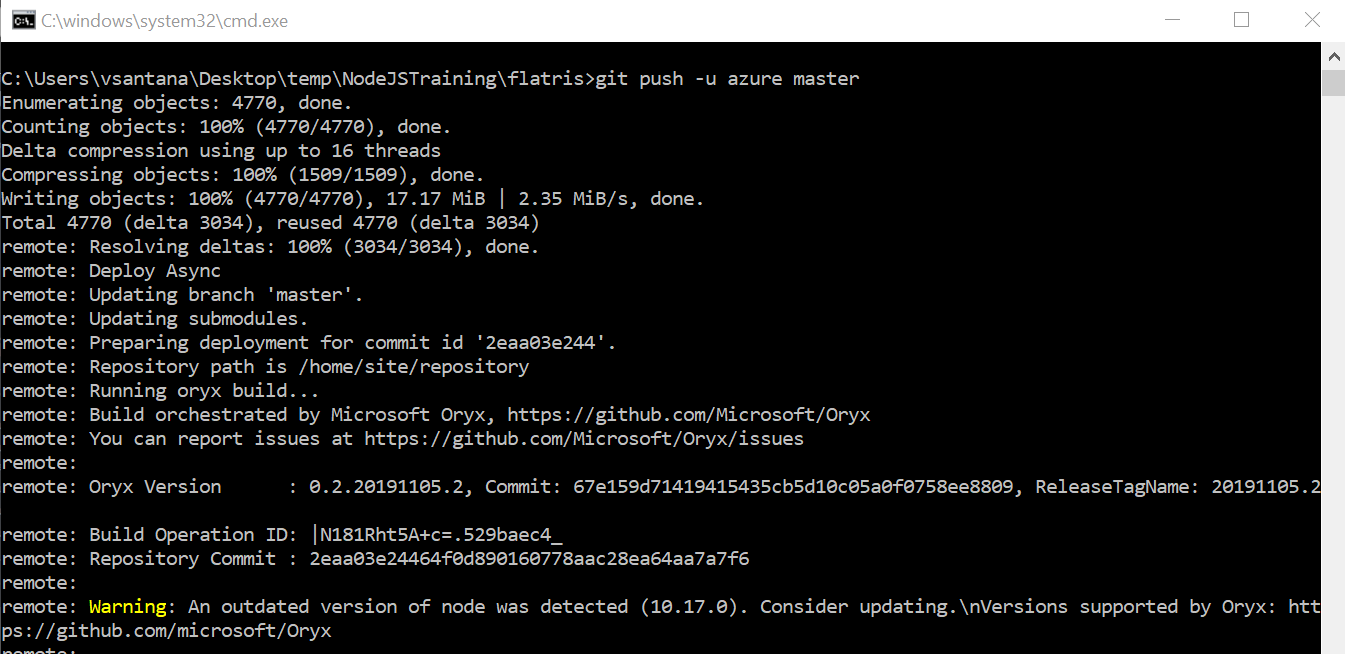 C:\windows\system32\cmd.exe
C:\Users\vsantana\Desktop\temp\NodeJSTraining\flatris>git push -u azure master
Enumerating objects: 4770, done.
Counting objects: 100% (4770/4770), done.
Delta compression using up to 16 threads
Compressing objects: 100% (1509/1509), done.
Writing objects: 100% (4770/4770), 17.17 MiB | 2.35 MiB/s, done.
Total 4770 (delta 3034), reused 4770 (delta 3034)
remote: Resolving deltas: 100% (3034/3034), done.
remote: Deploy Async
remote: Updating branch 'master'.
remote: Updating submodules.
remote: Preparing deployment for commit id '2eaa03e244'.
remote: Repository path is /home/site/repository
remote: Running oryx build...
remote: Build orchestrated by Microsoft Oryx, https://github.com/Microsoft/Oryx
remote: You can report issues at https://github.com/Microsoft/Oryx/issues
remote:
remote: Oryx Version      : 0.2.20191105.2, Commit: 67e159d71419415435cb5d10c05a0f0758ee8809, ReleaseTagName: 20191105.2
remote: Build Operation ID: |N181Rht5A+c=.529baec4_
remote: Repository Commit : 2eaa03e24464f0d890160778aac28ea64aa7a7f6
remote:
remote: Warning: An outdated version of node was detected (10.17.0). Consider updating.\nVersions supported by Oryx: htt
ps://github.com/microsoft/Oryx
remote: